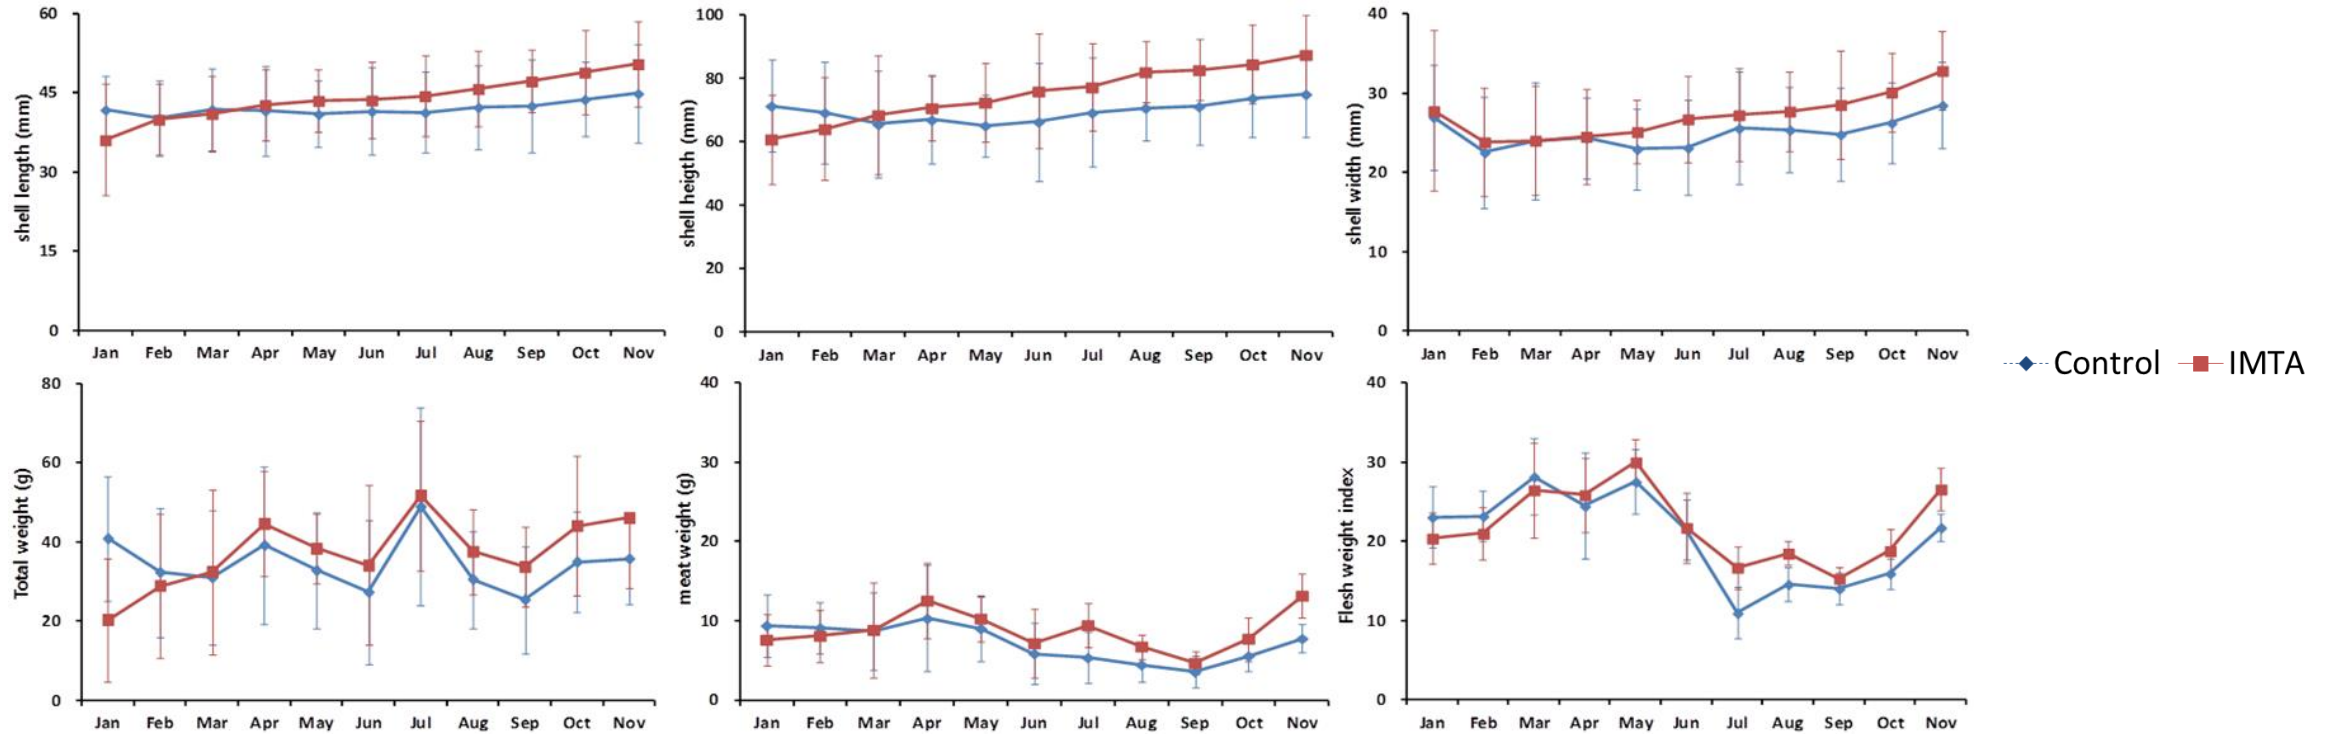 shell length (mm)
60
45
30
15
0
Jan Feb Mar Apr May Jun Jul Aug Sep Oct Nov
shell heigth (mm)
100
80
60
40
20
0
Jan Feb Mar Apr May Jun Jul Aug Sep Oct Nov
shell width (mm)
40
30
20
10
0
Jan Feb Mar Apr May Jun Jul Aug Sep Oct Nov
Control IMTA
Total weight (g)
80
60
40
20
0
Jan Feb Mar Apr May Jun Jul Aug Sep Oct Nov
meat weight (g)
40
30
20
10
0
Jan Feb Mar Apr May Jun Jul Aug Sep Oct Nov
Flesh weight index
40
30
20
10
0
Jan Feb Mar Apr May Jun Jul Aug Sep Oct Nov